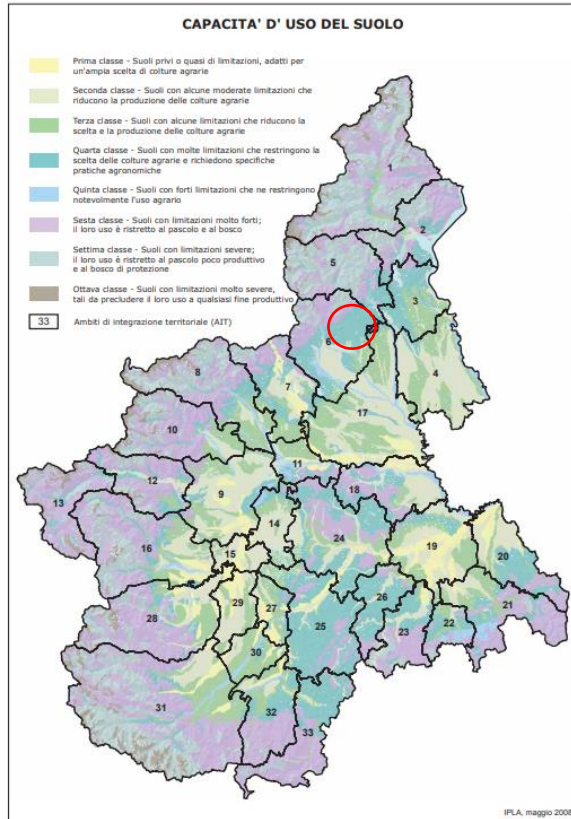 CAPACITA' D' USO DEL SUOLO
Prima classe - Suoli privi o quasi di limitazioni, adatti per
un'ampia scelta di colture agrarie
Seconda classe - Suoli con alcune moderate limitazioni che
riducono la produzione delle colture agrarie
Terza classe - Suoli con alcune limitazioni che riducono la
scelta e la produzione delle colture agrarie
Quarta classe - Suoli con molte limitazioni che restringono la
scelta delle colture agrarie e richiedono specifiche
pratiche agronomiche
Quinta classe - Suoli con forti limitazioni che ne restringono
notevolmente l'uso agrario
Sesta classe - Suoli con limitazioni molto forti;
il loro uso è ristretto al pascolo e al bosco
Settima classe - Suoli con limitazioni severe;
il loro uso è ristretto al pascolo poco produttivo
e al bosco di protezione
Ottava classe - Suoli con limitazioni molto severe,
tali da precludere il loro uso a qualsiasi fine produttivo
33 Ambiti di integrazione territoriale (AIT)
1
2
5
3
6
4
8
7
17
10
11
12
9
18
13
14
24
16
15
19
20
29
27
26
28
25
21
22
23
30
31
32
33
IPLA, maggio 2008